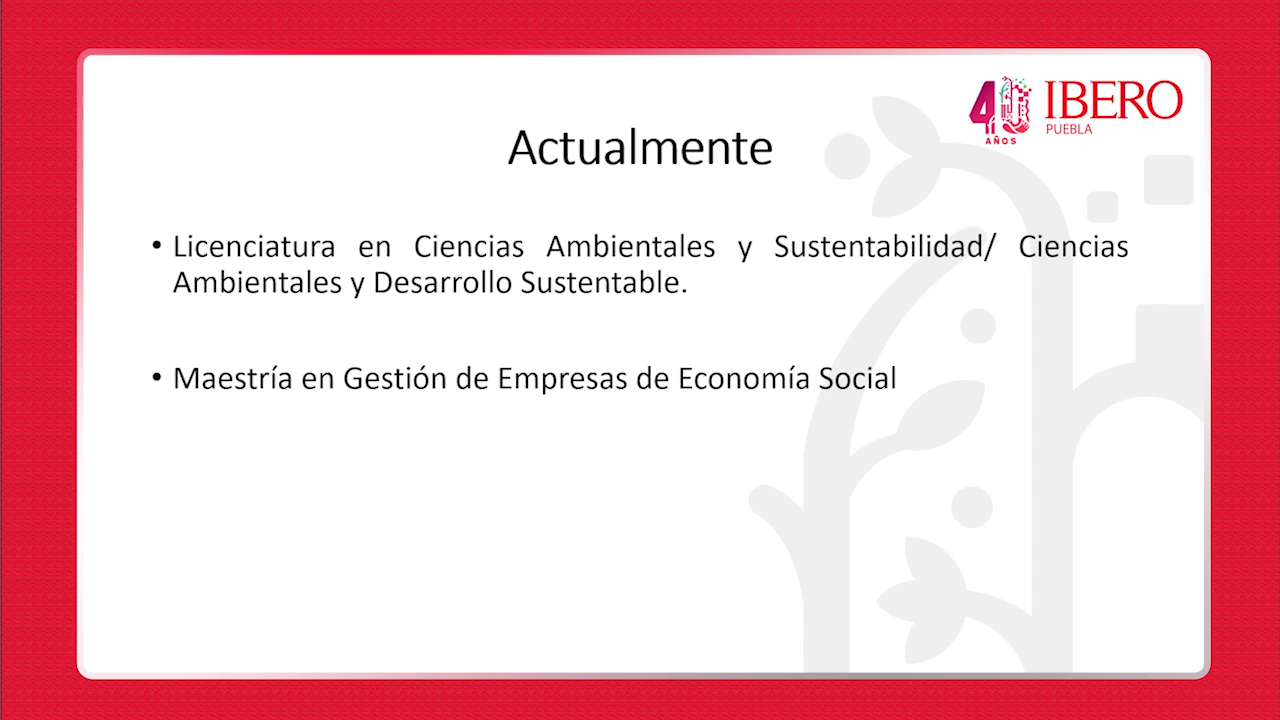 40
AÑOS
IBERO
PUEBLA
Actualmente
• Licenciatura en Ciencias Ambientales y Sustentabilidad/ Ciencias
Ambientales y Desarrollo Sustentable.
• Maestría en Gestión de Empresas de Economía Social